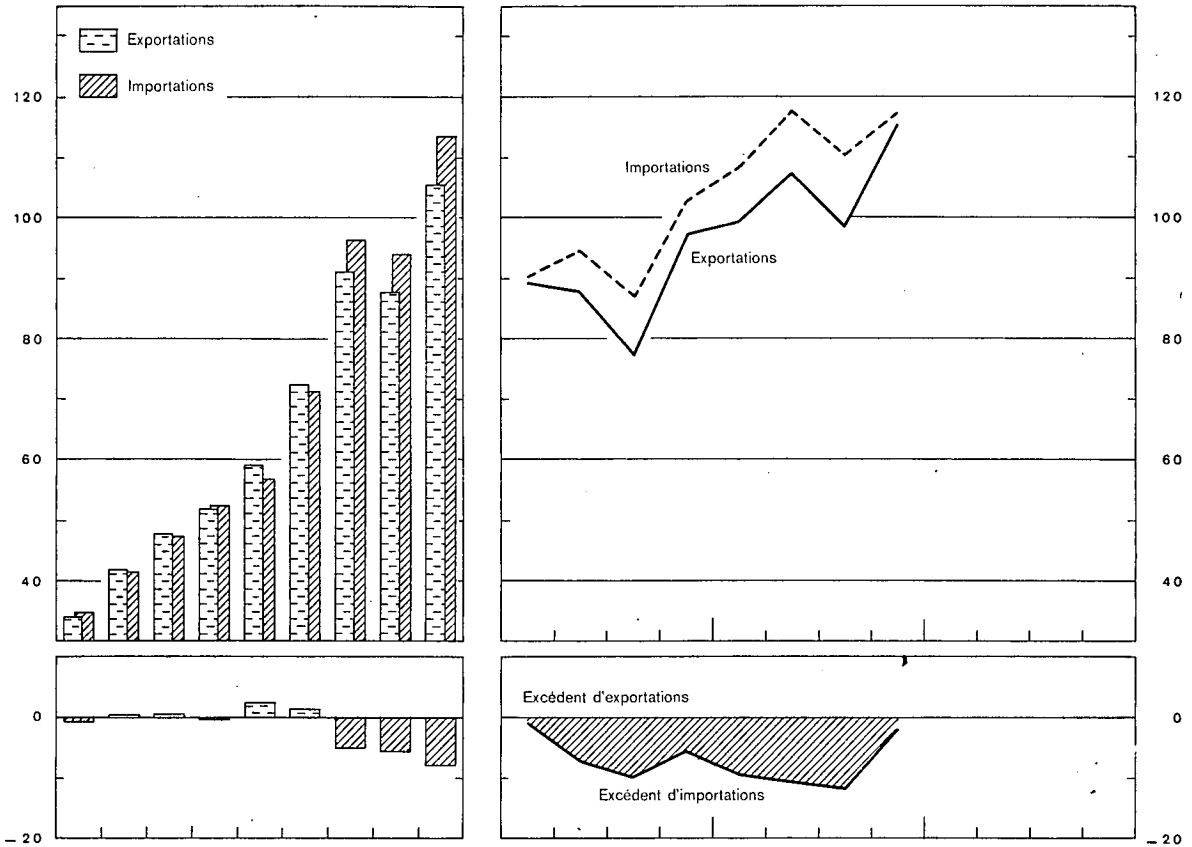 Exportations
Importations
120
100
80
60
40
0
– 20
Importations
Exportations
120
100
80
60
40
Excédent d'exportations
Excédent d'importations
0
– 20